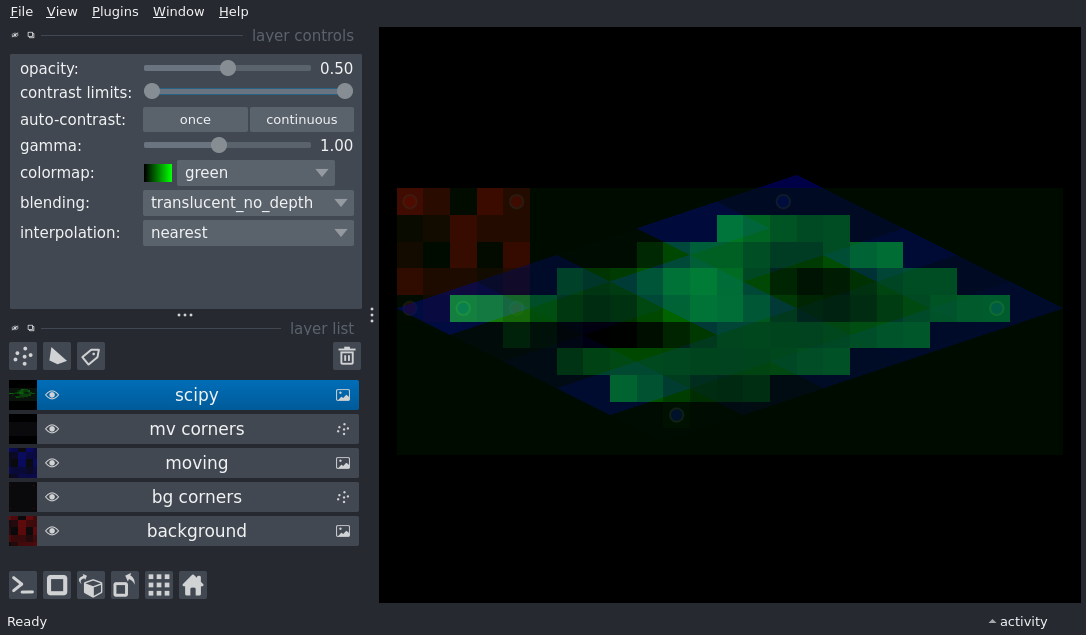 File View Plugins Window Help
layer controls
opacity: 0.50
contrast limits:
auto-contrast: once continuous
gamma: 1.00
colormap: green
blending: translucent_no_depth
interpolation: nearest
layer list
scipy
mv corners
moving
bg corners
background
Ready
activity